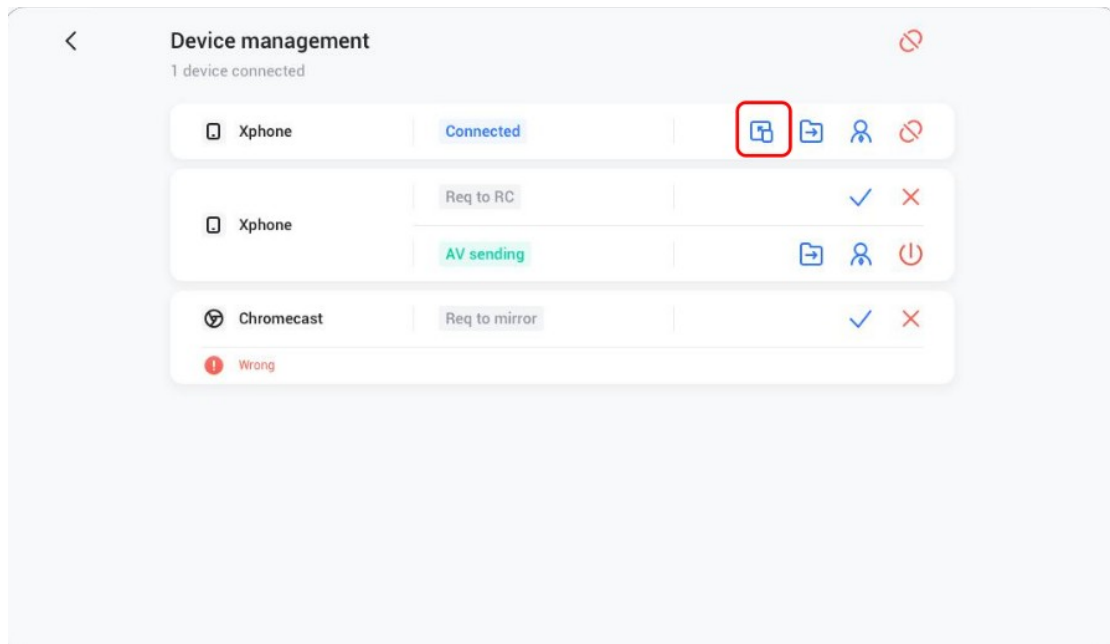 Device management
1 device connected
Xphone Connected
Xphone
Req to RC
AV sending
Chromecast Req to mirror
Wrong